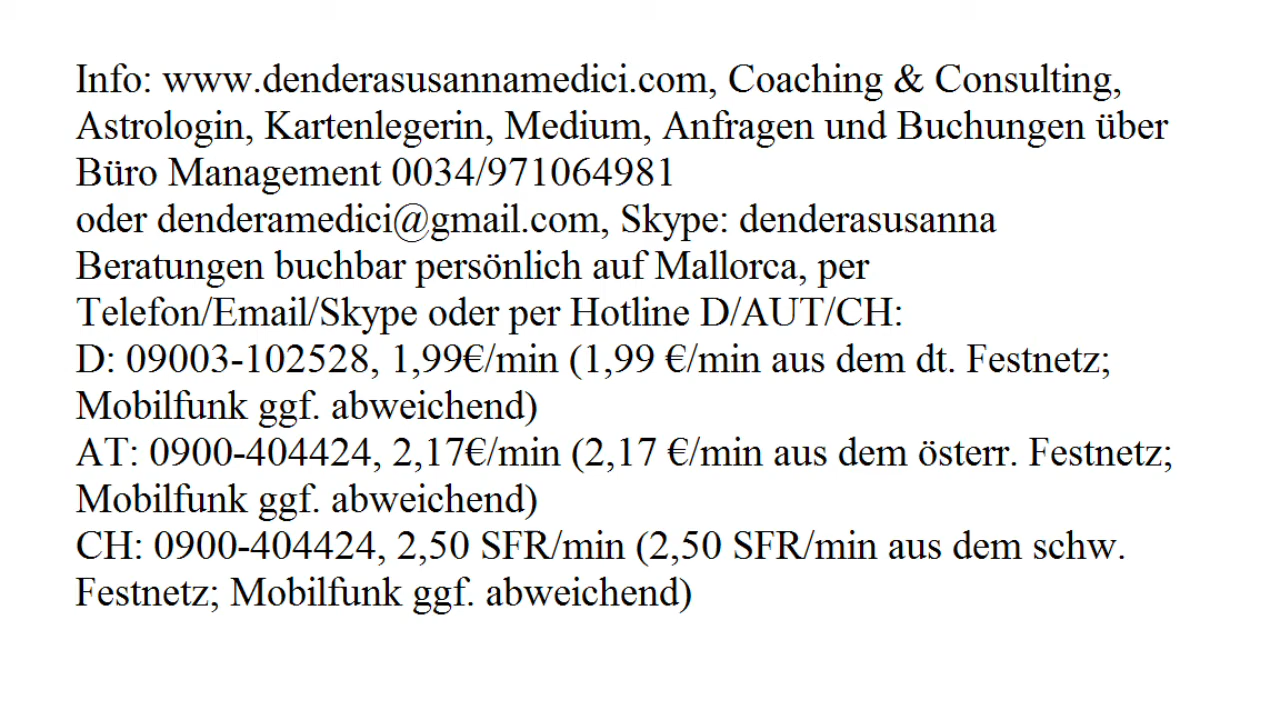 Info: www.denderasusannamedici.com, Coaching & Consulting,
Astrologin, Kartenlegerin, Medium, Anfragen und Buchungen über
Büro Management 0034/971064981
oder denderamedici@gmail.com, Skype: denderasusanna
Beratungen buchbar persönlich auf Mallorca, per
Telefon/Email/Skype oder per Hotline D/AUT/CH:
D: 09003-102528, 1,99€/min (1,99 €/min aus dem dt. Festnetz;
Mobilfunk ggf. abweichend)
AT: 0900-404424, 2,17€/min (2,17 €/min aus dem österr. Festnetz;
Mobilfunk ggf. abweichend)
CH: 0900-404424, 2,50 SFR/min (2,50 SFR/min aus dem schw.
Festnetz; Mobilfunk ggf. abweichend)